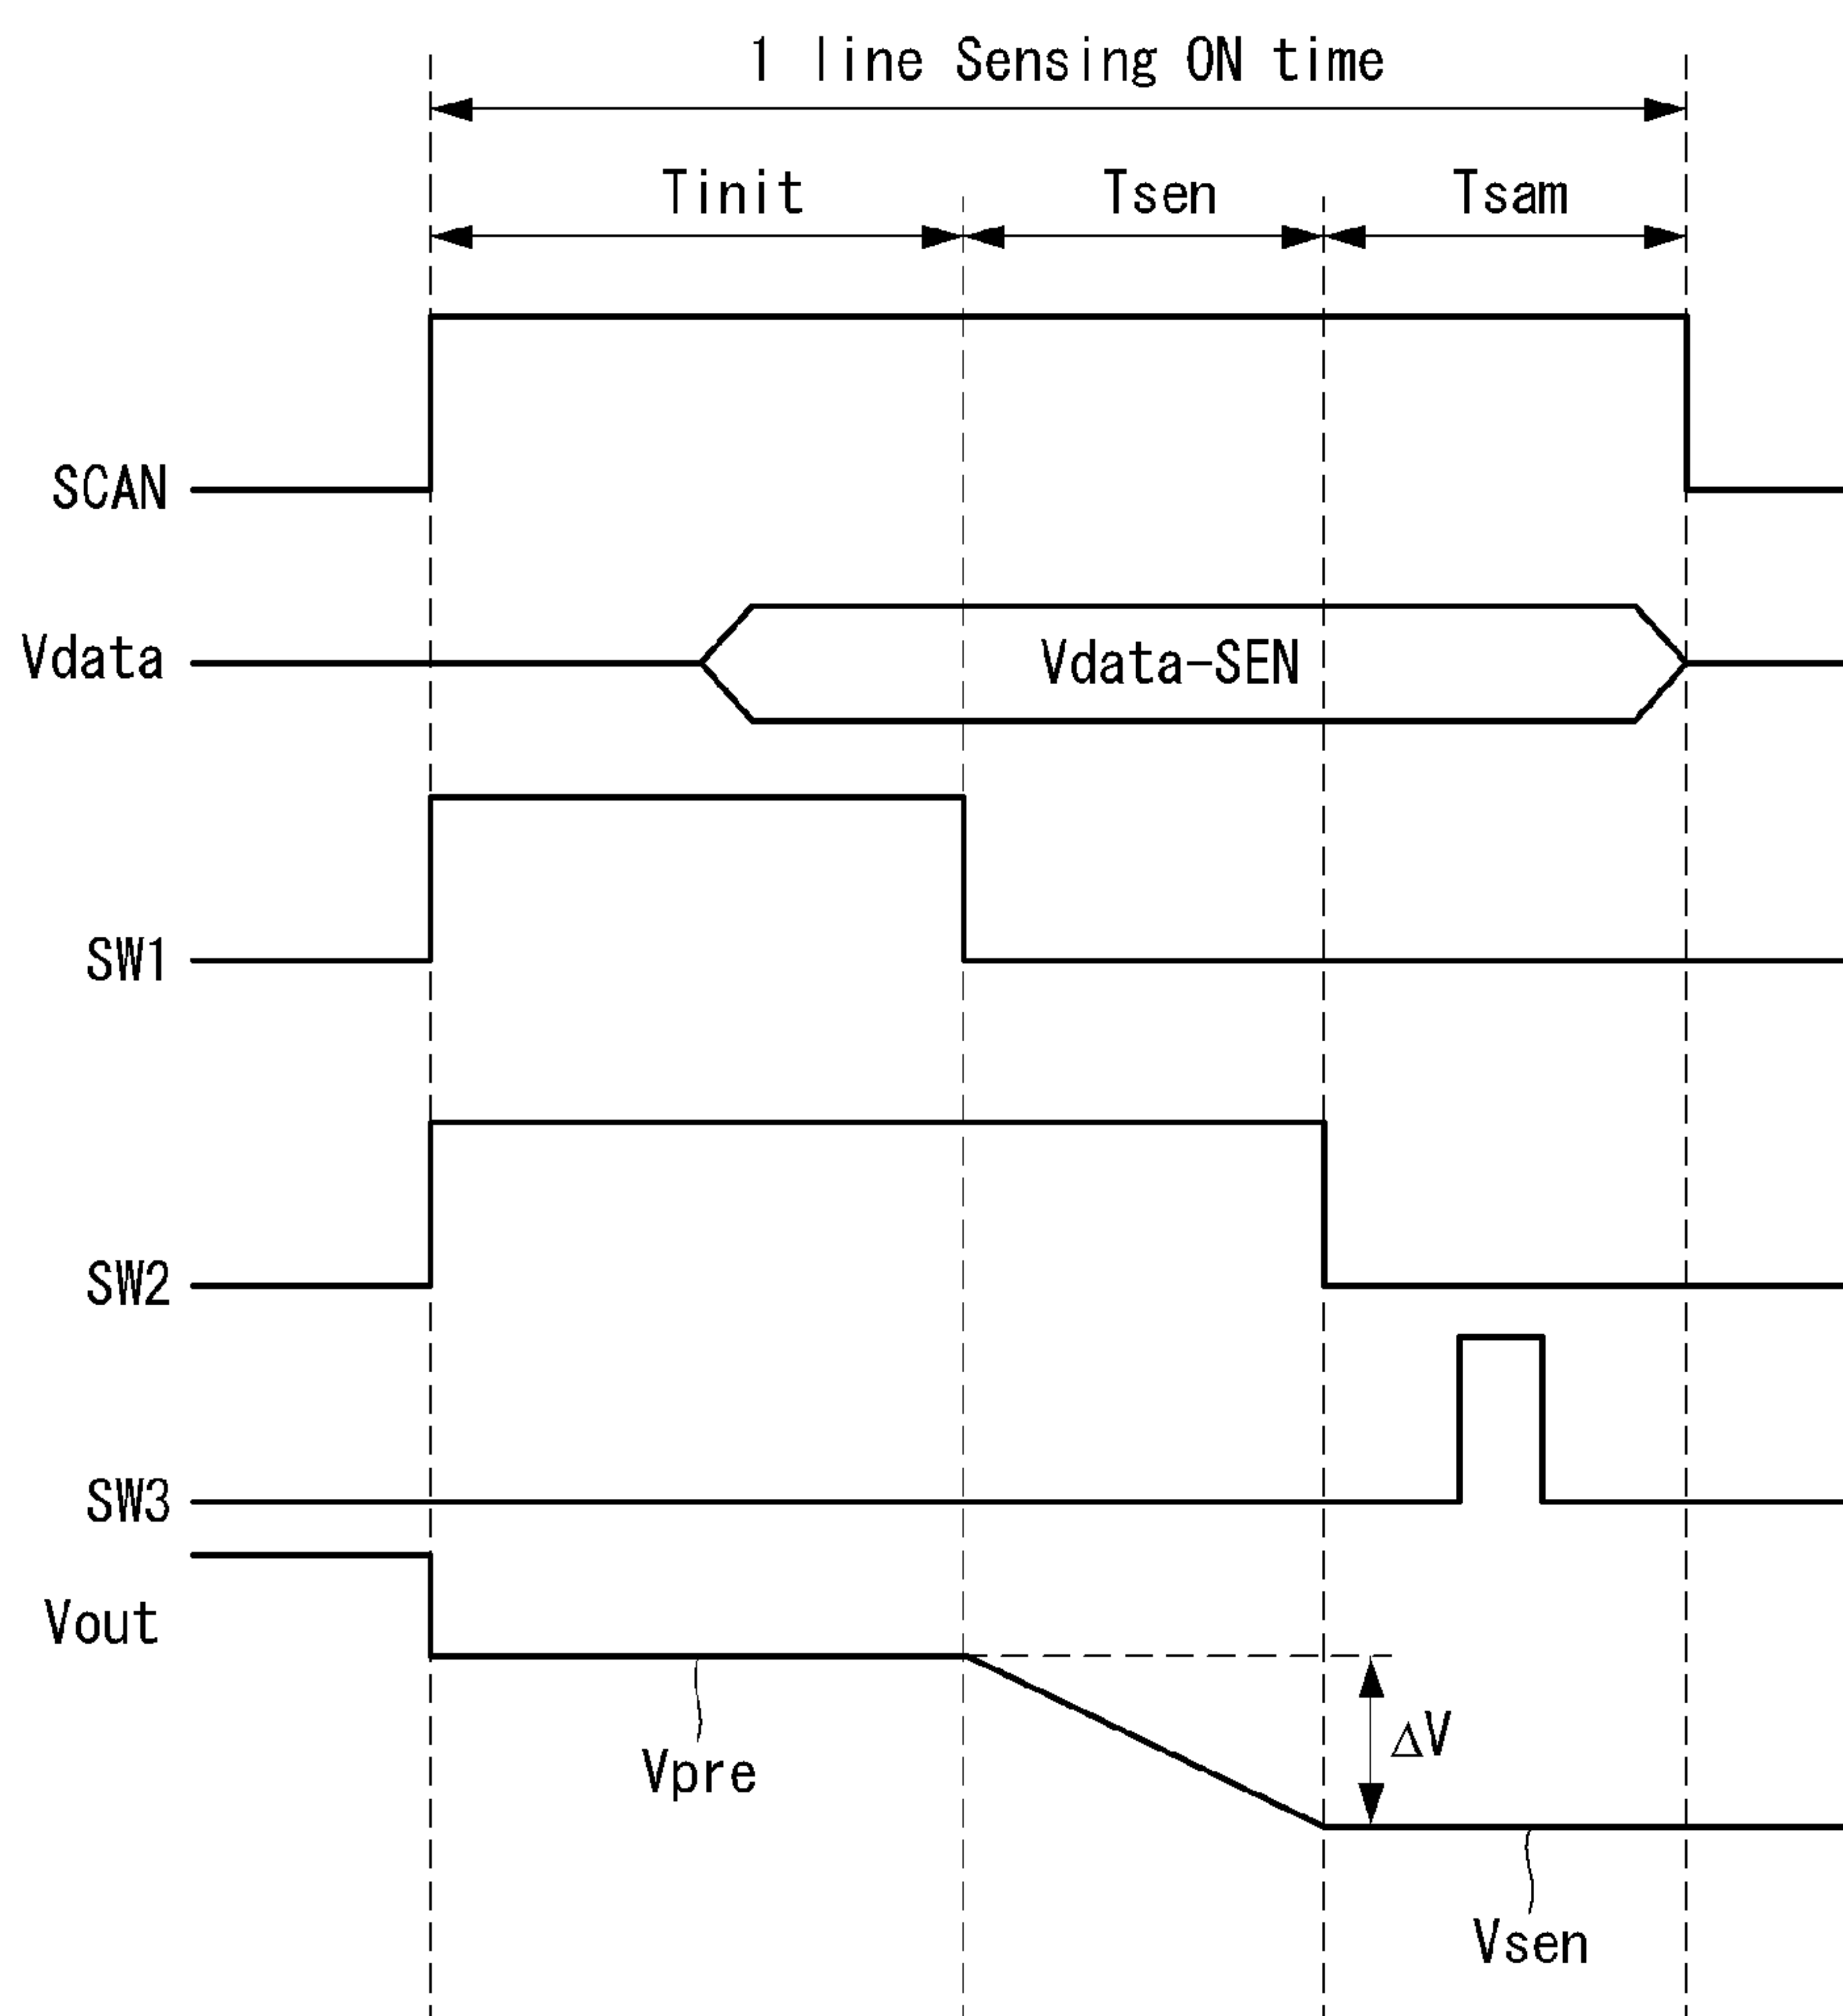 1 line Sensing ON time
Tinit Tsen Tsam
SCAN
Vdata Vdata-SEN
SW1
SW2
SW3
Vout
ΔV
Vpre
Vsen